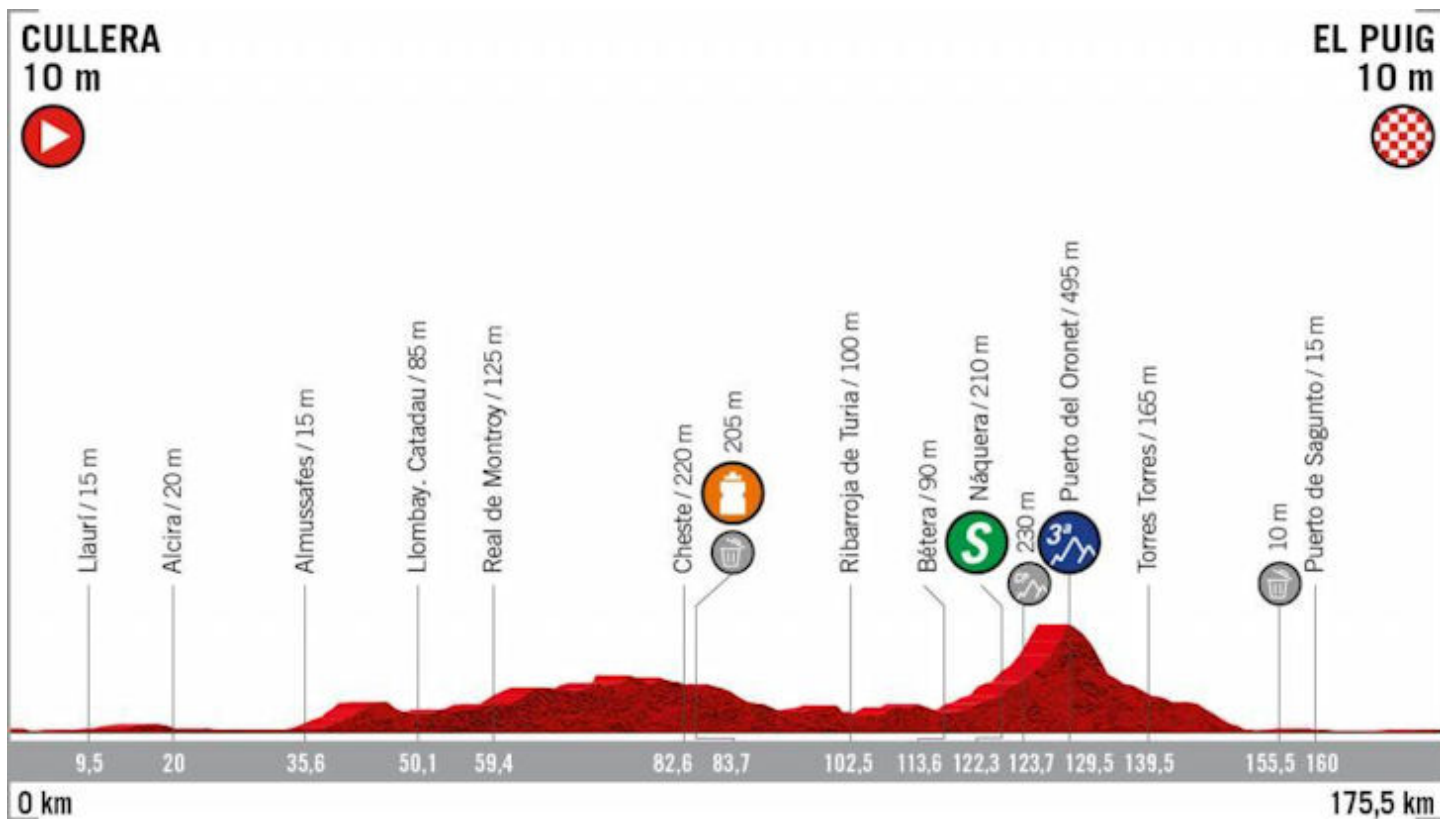 CULLERA
10 m
EL PUIG
10 m
Llaurí / 15 m
Alcira / 20 m
Almussafes / 15 m
Llombay. Catadau / 85 m
Real de Montroy / 125 m
Cheste / 220 m
205 m
Ribarroja de Turia / 100 m
Bétera / 90 m
S
Náquera / 210 m
230 m
3ª
Puerto del Oronet / 495 m
Torres Torres / 165 m
10 m
Puerto de Sagunto / 15 m
9,5 20 35,6 50,1 59,4 82,6 83,7 102,5 113,6 122,3 123,7 129,5 139,5 155,5 160
0 km
175,5 km